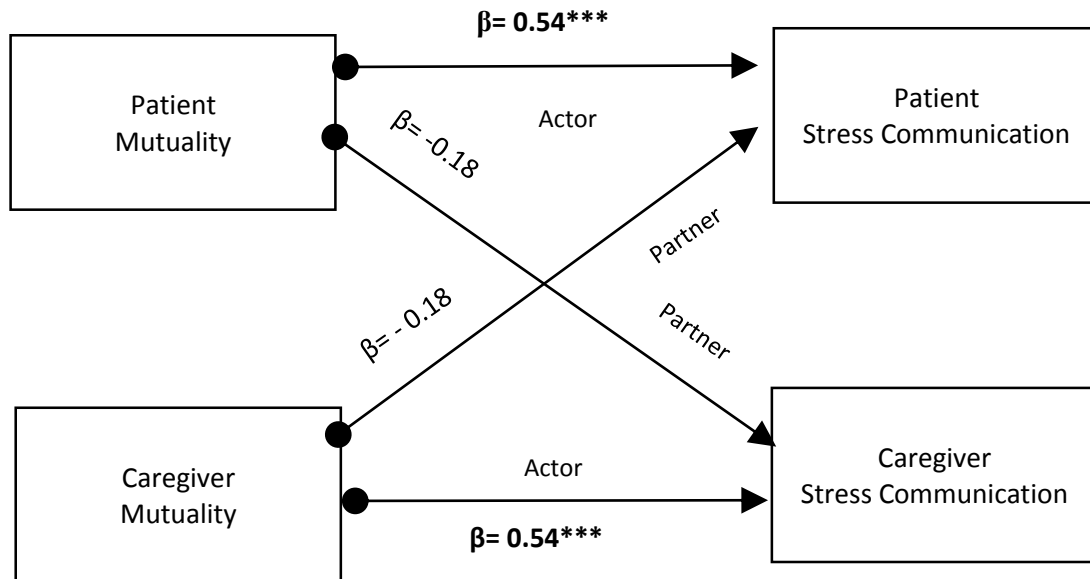 β= 0.54***
Patient
Mutuality
Actor
Patient
Stress Communication
β= -0.18
Partner
β= - 0.18
Partner
Caregiver
Mutuality
Actor
Caregiver
Stress Communication
β= 0.54***